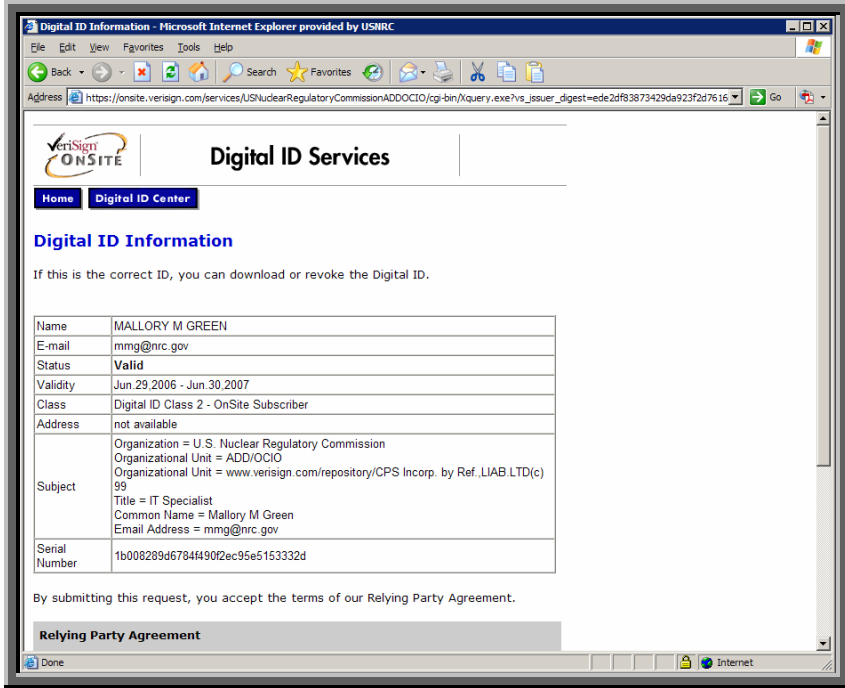 Digital ID Information - Microsoft Internet Explorer provided by USNRC
File Edit View Favorites Tools Help
Back Search Favorites
Address https://onsite.verisign.com/services/USNuclearRegulatoryCommissionADDOCIO/cgi-bin/Xquery.exe?vs_issuer_digest=ede2df83873429da923f2d7616 Go
VeriSign
ONSITE
Digital ID Services
Home Digital ID Center
Digital ID Information
If this is the correct ID, you can download or revoke the Digital ID.
Name MALLORY M GREEN
E-mail mmg@nrc.gov
Status Valid
Validity Jun.29,2006 - Jun.30,2007
Class Digital ID Class 2 - OnSite Subscriber
Address not available
Subject
Organization = U.S. Nuclear Regulatory Commission
Organizational Unit = ADD/OCIO
Organizational Unit = www.verisign.com/repository/CPS Incorp. by Ref.,LIAB.LTD(c)
99
Title = IT Specialist
Common Name = Mallory M Green
Email Address = mmg@nrc.gov
Serial
Number
1b008289d6784f490f2ec95e5153332d
By submitting this request, you accept the terms of our Relying Party Agreement.
Relying Party Agreement
Done Internet